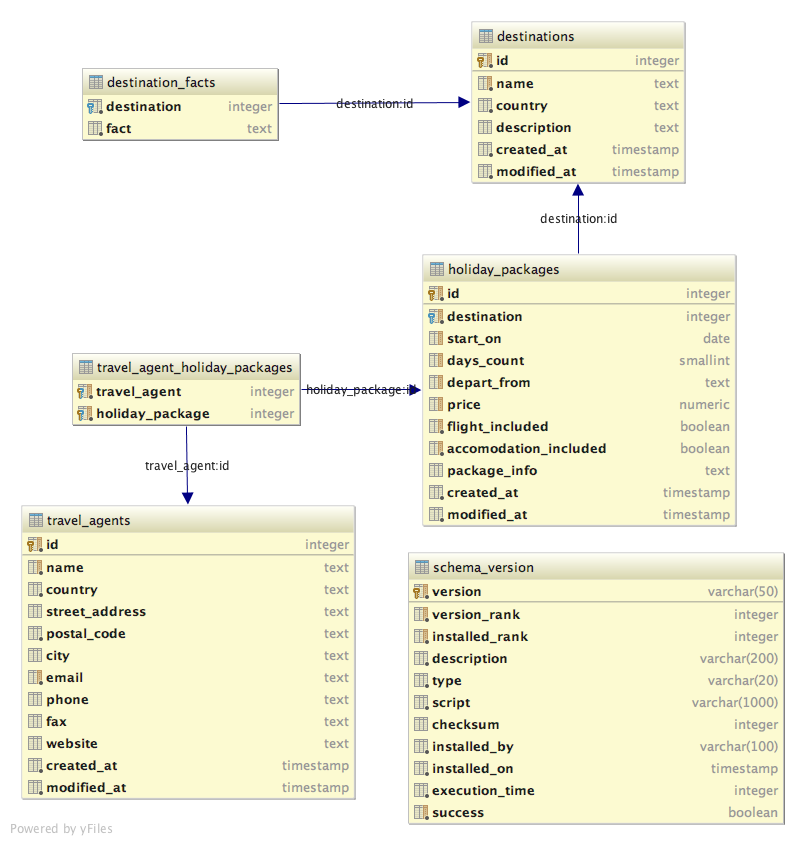 destinations
id integer
name text
country text
description text
created_at timestamp
modified_at timestamp
destination_facts
destination integer
fact text
destination:id
destination:id
holiday_packages
id integer
destination integer
start_on date
days_count smallint
depart_from text
price numeric
flight_included boolean
accomodation_included boolean
package_info text
created_at timestamp
modified_at timestamp
travel_agent_holiday_packages
travel_agent integer
holiday_package integer
holiday_package:id
travel_agent:id
travel_agents
id integer
name text
country text
street_address text
postal_code text
city text
email text
phone text
fax text
website text
created_at timestamp
modified_at timestamp
schema_version
version varchar(50)
version_rank integer
installed_rank integer
description varchar(200)
type varchar(20)
script varchar(1000)
checksum integer
installed_by varchar(100)
installed_on timestamp
execution_time integer
success boolean
Powered by yFiles